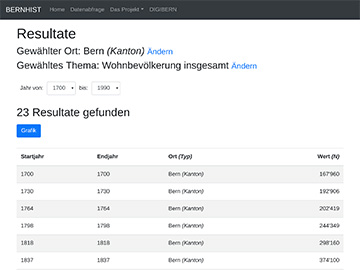 BERNHIST Home Datenabfrage Das Projekt DIGIBERN
Resultate
Gewählter Ort: Bern (Kanton) Ändern
Gewähltes Thema: Wohnbevölkerung insgesamt Ändern
Jahr von: 1700 bis: 1990
23 Resultate gefunden
Grafik
Startjahr Endjahr Ort (Typ) Wert (N)
1700 1700 Bern (Kanton) 167'960
1730 1730 Bern (Kanton) 192'906
1764 1764 Bern (Kanton) 202'419
1798 1798 Bern (Kanton) 244'349
1818 1818 Bern (Kanton) 298'160
1837 1837 Bern (Kanton) 374'100